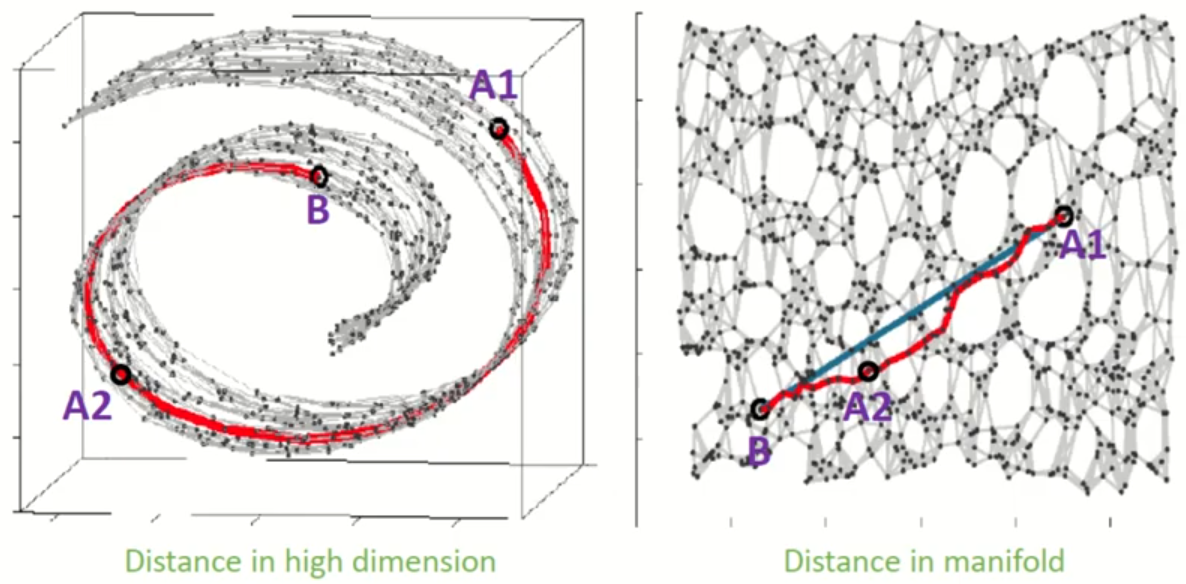 A1
B
A2
A1
A2
B
Distance in high dimension
Distance in manifold